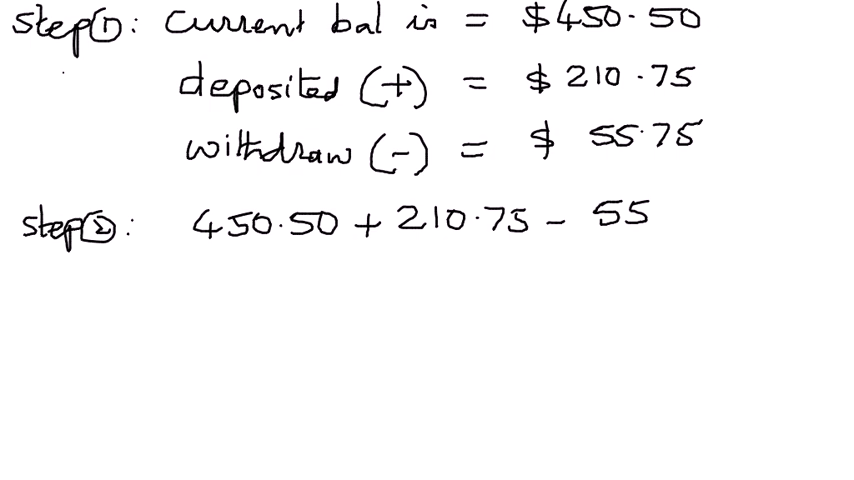 step①: current bal is = $450.50
deposited (+) = $210.75
withdraw (-) = $ 55.75
step②: 450.50 + 210.75 - 55